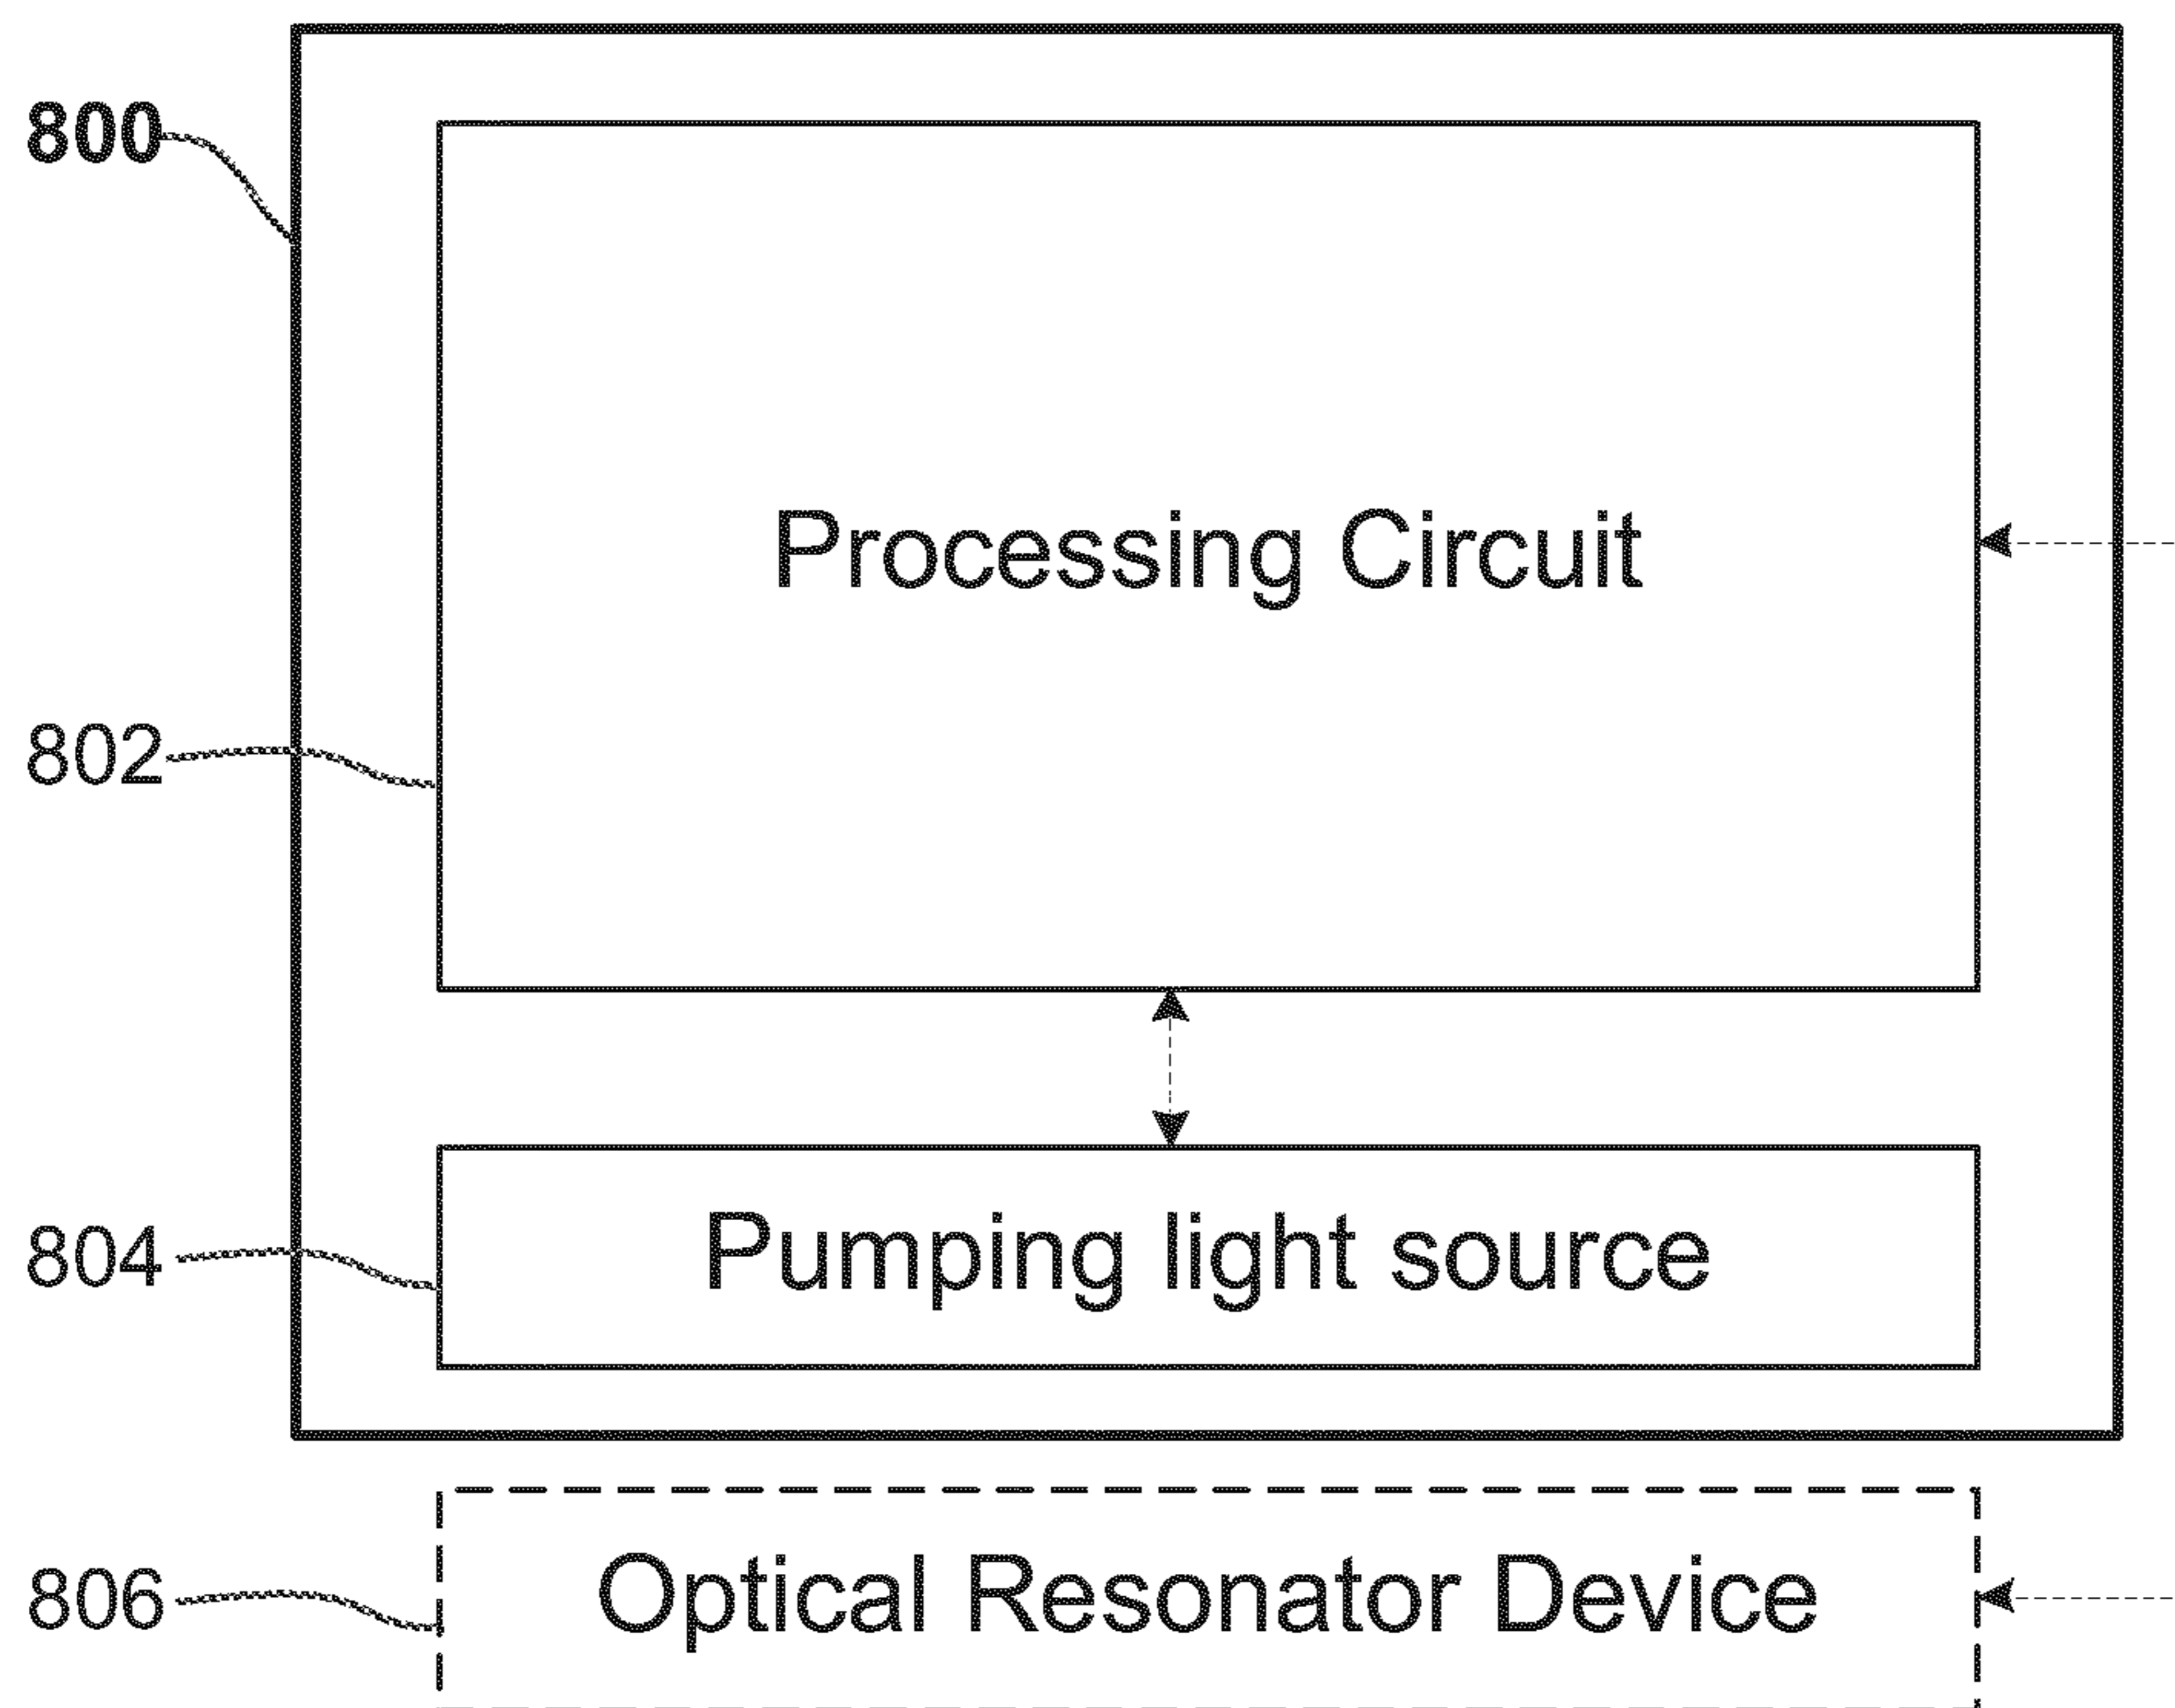 800
Processing Circuit
802
804 Pumping light source
806 Optical Resonator Device